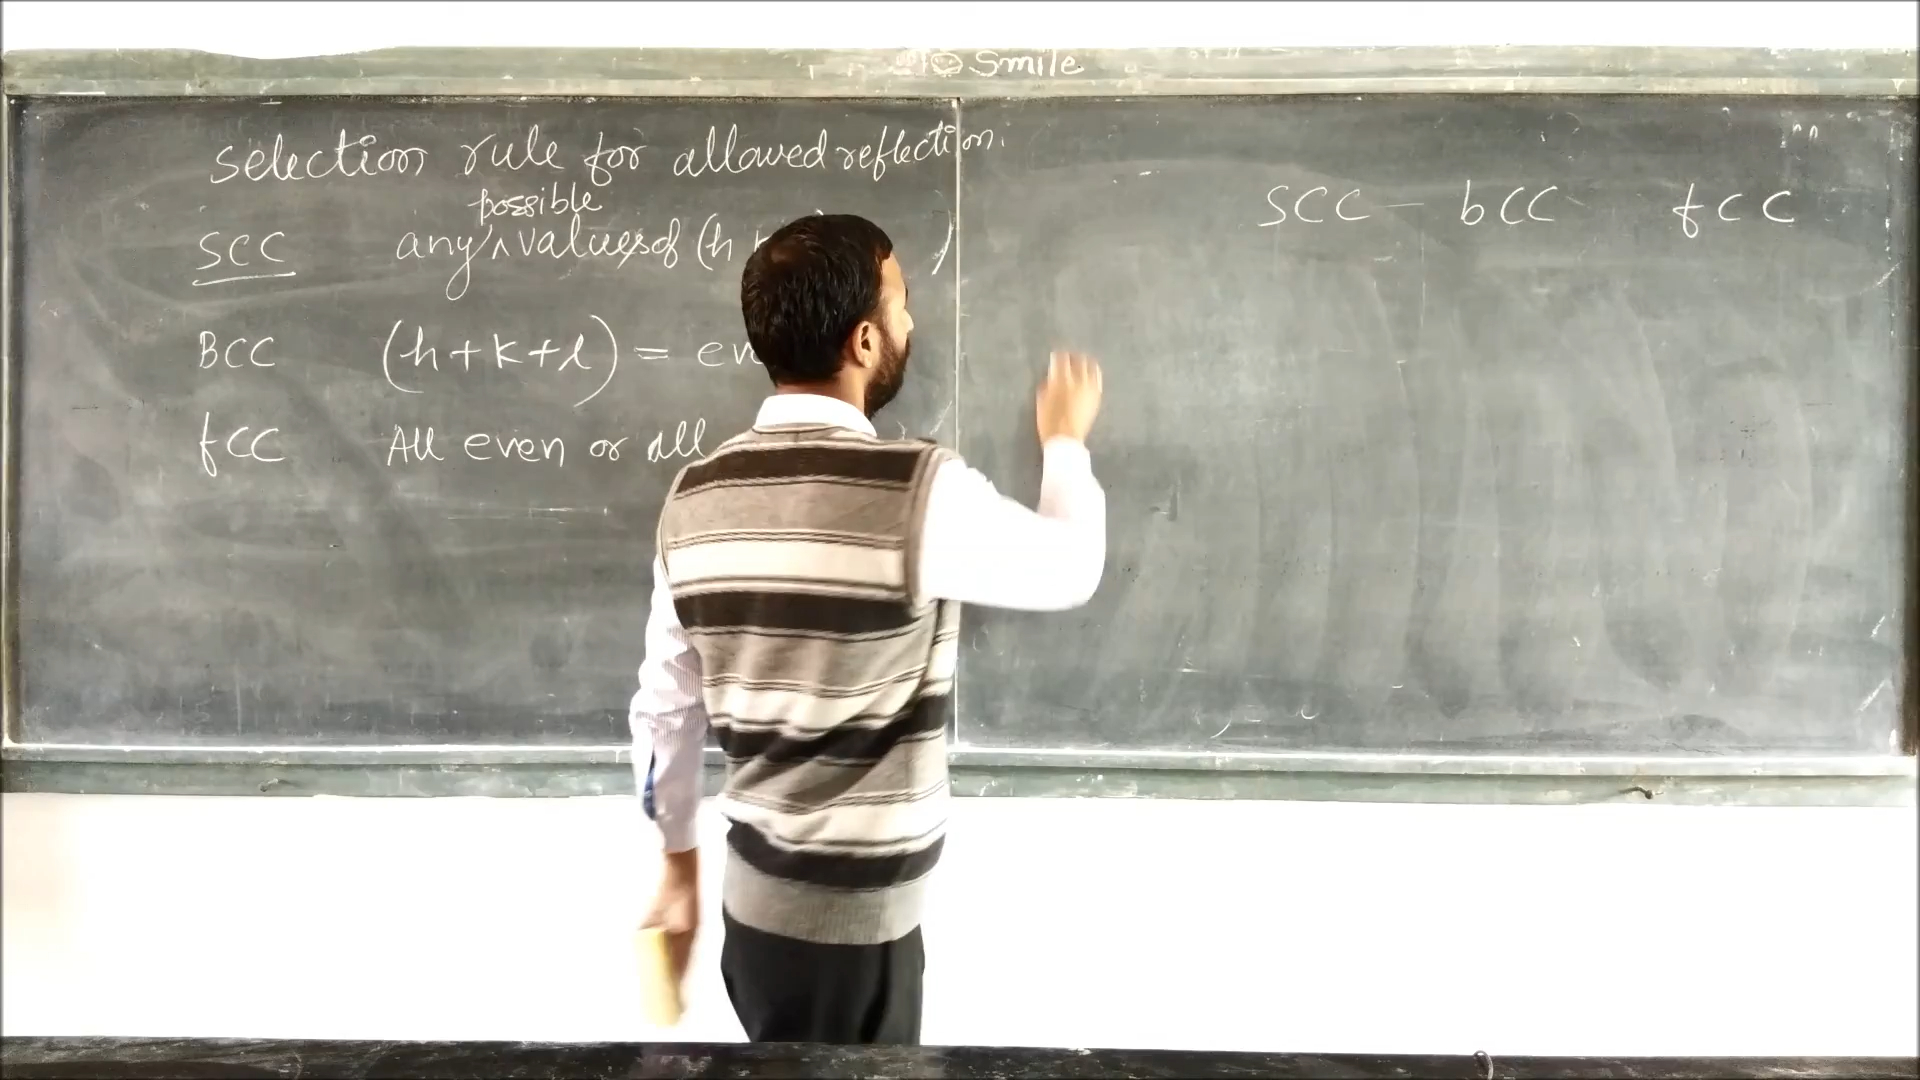 Smile
selection rule for allowed reflection.
possible
SCC any^values of (h )
BCC (h+k+l) = ev
fCC All even or all
SCC bCC fCC